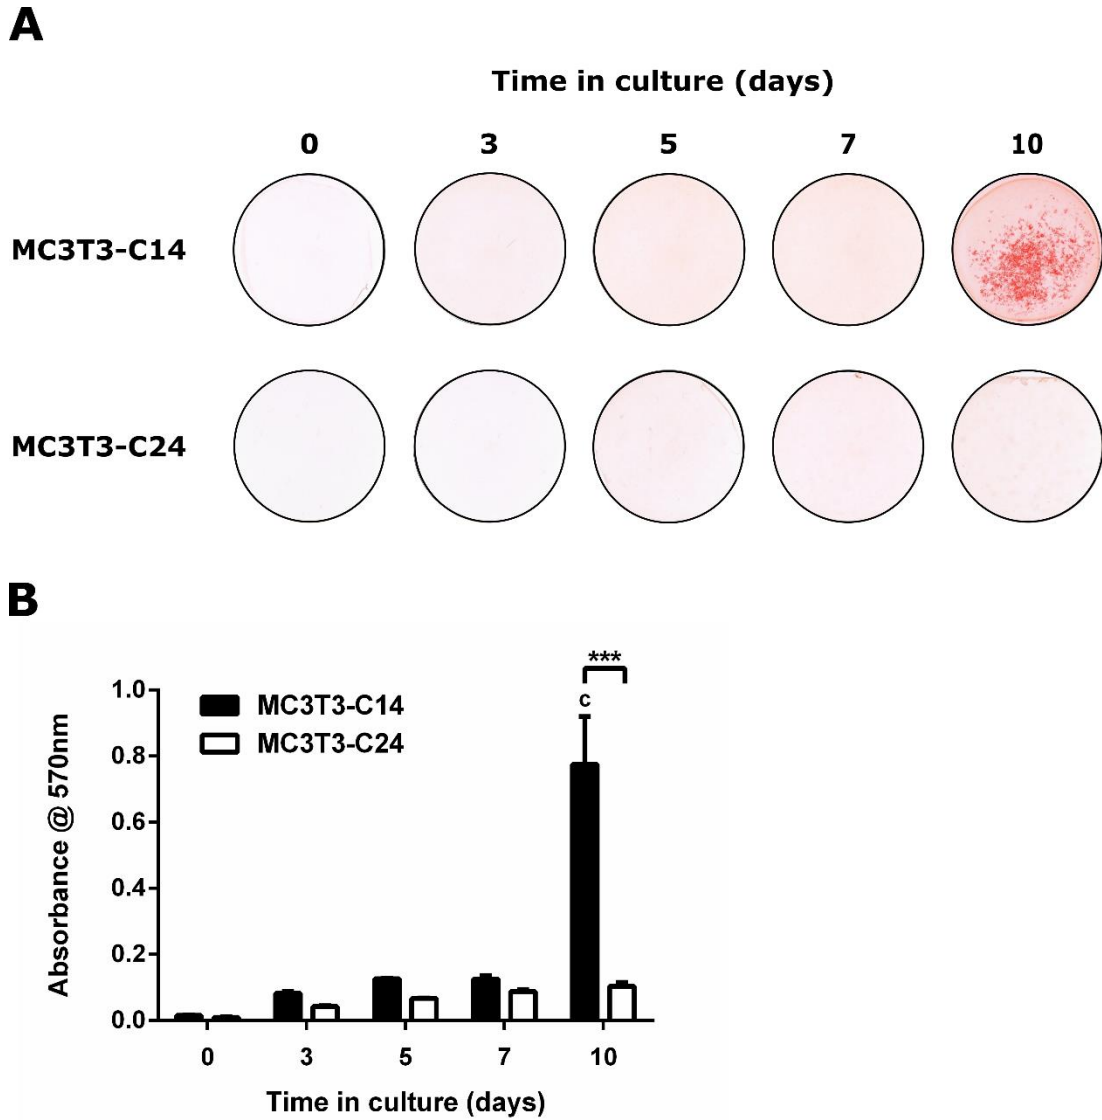 A
Time in culture (days)
0 3 5 7 10
MC3T3-C14
MC3T3-C24
B
***
c
1.0
0.8
0.6
0.4
0.2
0.0
MC3T3-C14
MC3T3-C24
Absorbance @ 570nm
0 3 5 7 10
Time in culture (days)